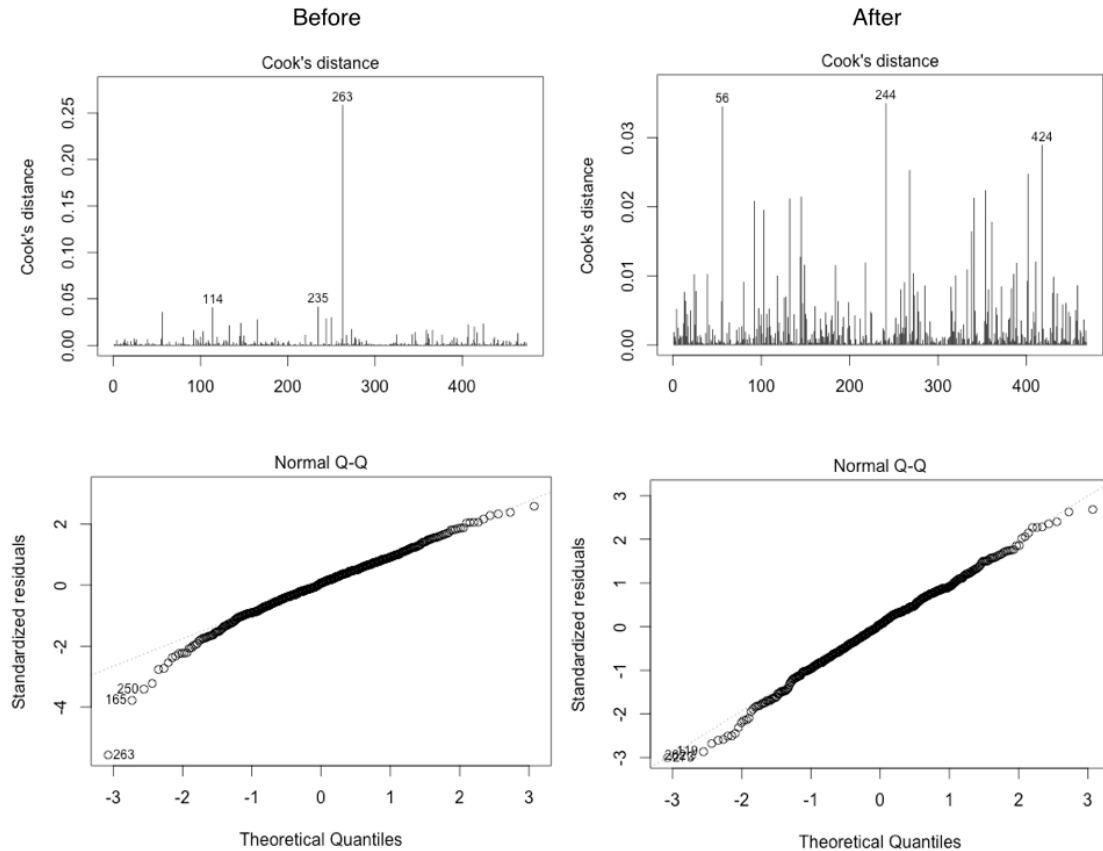 Before
After
Cook's distance
Cook's distance
263
114
235
0.25
0.20
0.15
0.10
0.05
0.00
Cook's distance
0 100 200 300 400
56
244
424
0.03
0.02
0.01
0.00
Cook's distance
0 100 200 300 400
Normal Q-Q
2
0
-2
-4
Standardized residuals
250
165
263
-3 -2 -1 0 1 2 3
Theoretical Quantiles
Normal Q-Q
3
2
1
0
-1
-2
-3
Standardized residuals
119
-3 -2 -1 0 1 2 3
Theoretical Quantiles